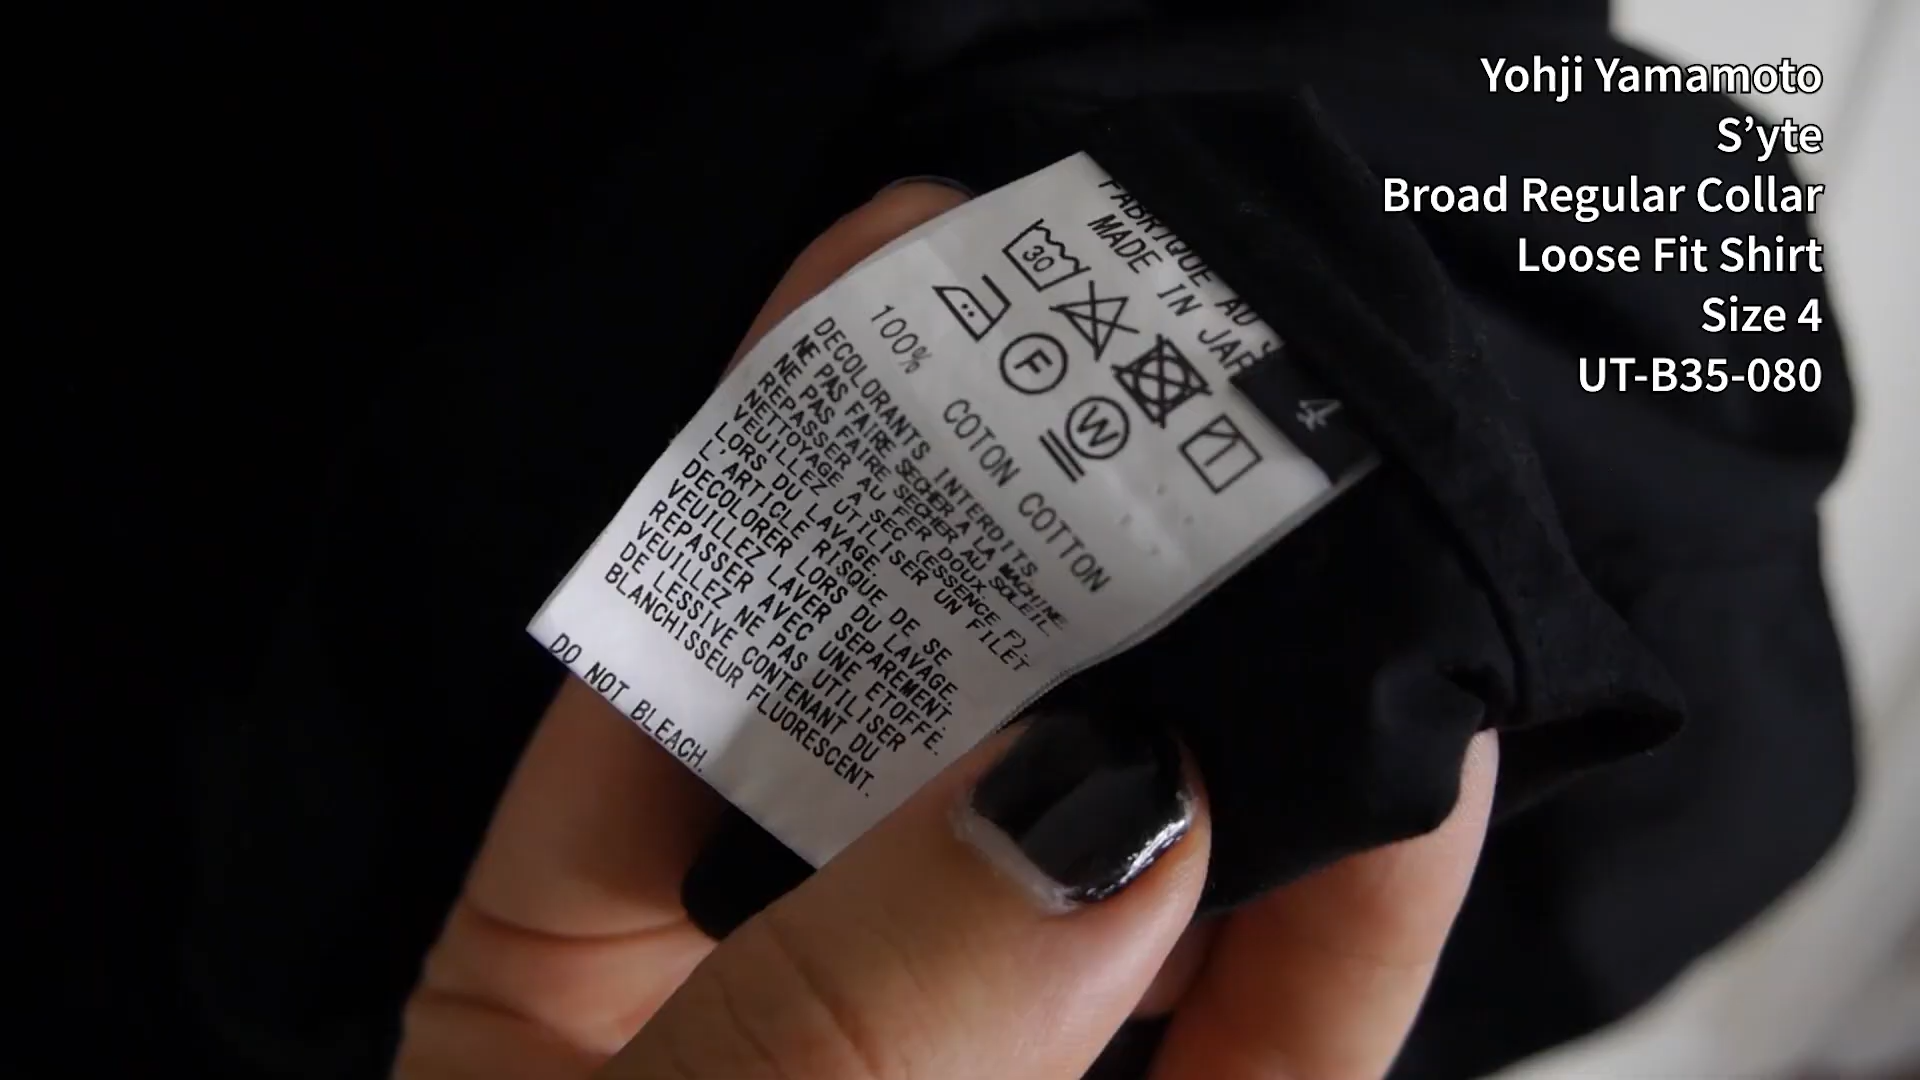 Yohji Yamamoto
S’yte
Broad Regular Collar
Loose Fit Shirt
Size 4
UT-B35-080
FABRIQUE AU
MADE IN JAP
4
30
F
W
100% COTON COTTON
DECOLORANTS INTERDITS.
NE PAS FAIRE SECHER A LA MACHINE.
NE PAS FAIRE SECHER AU SOLEIL.
REPASSER AU FER DOUX.
NETTOYAGE A SEC (ESSENCE F).
VEUILLEZ UTILISER UN FILET
LORS DU LAVAGE.
L'ARTICLE RISQUE DE SE
DECOLORER LORS DU LAVAGE
VEUILLEZ LAVER SEPAREMENT.
REPASSER AVEC UNE ETOFFE.
VEUILLEZ NE PAS UTILISER
DE LESSIVE CONTENANT DU
BLANCHISSEUR FLUORESCENT.
DO NOT BLEACH.